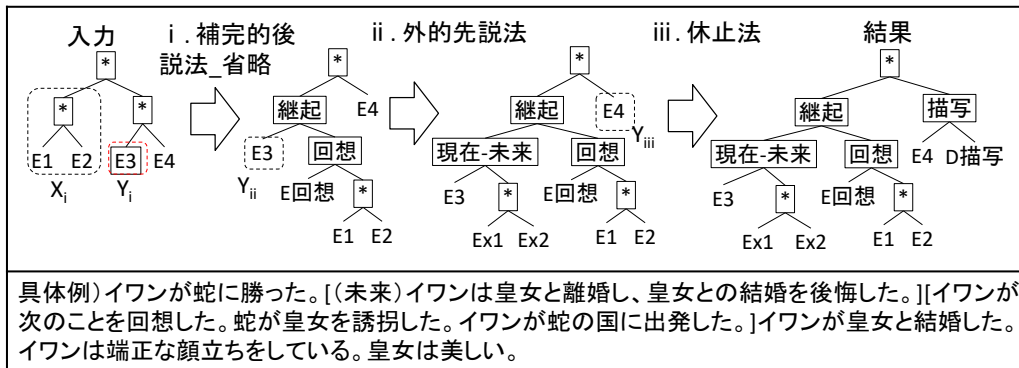 入力
ⅰ.補完的後説法_省略
ⅱ.外的先説法
ⅲ.休止法
結果
* * * E1 E2 E3 E4 Xi Yi
* 継起 E4 E3 回想 Yii E回想 * E1 E2
* 継起 E4 Yiii 現在-未来 回想 E3 * E回想 * Ex1 Ex2 E1 E2
* 継起 描写 E4 D描写 現在-未来 回想 E3 * E回想 * Ex1 Ex2 E1 E2
具体例)イワンが蛇に勝った。[(未来)イワンは皇女と離婚し、皇女との結婚を後悔した。][イワンが
次のことを回想した。蛇が皇女を誘拐した。イワンが蛇の国に出発した。]イワンが皇女と結婚した。
イワンは端正な顔立ちをしている。皇女は美しい。